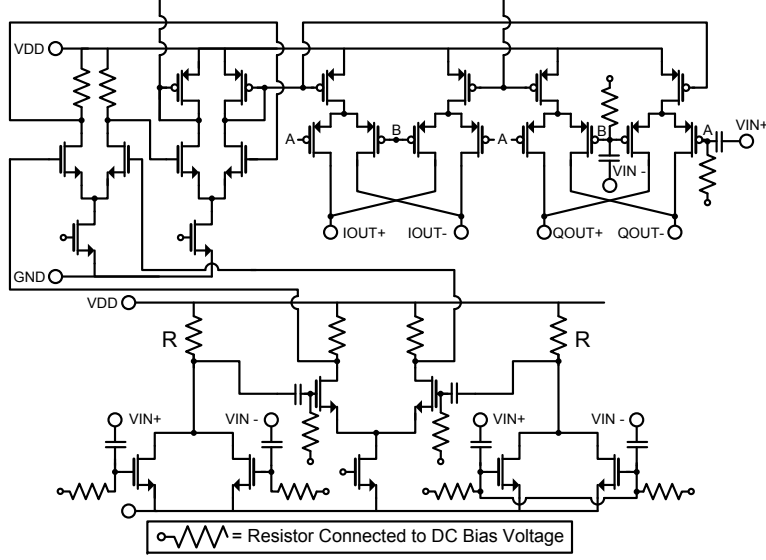 VDD
A
B
A
B
A
VIN+
VIN -
IOUT+
IOUT-
QOUT+
QOUT-
GND
VDD
R
R
VIN+
VIN -
VIN+
VIN -
= Resistor Connected to DC Bias Voltage